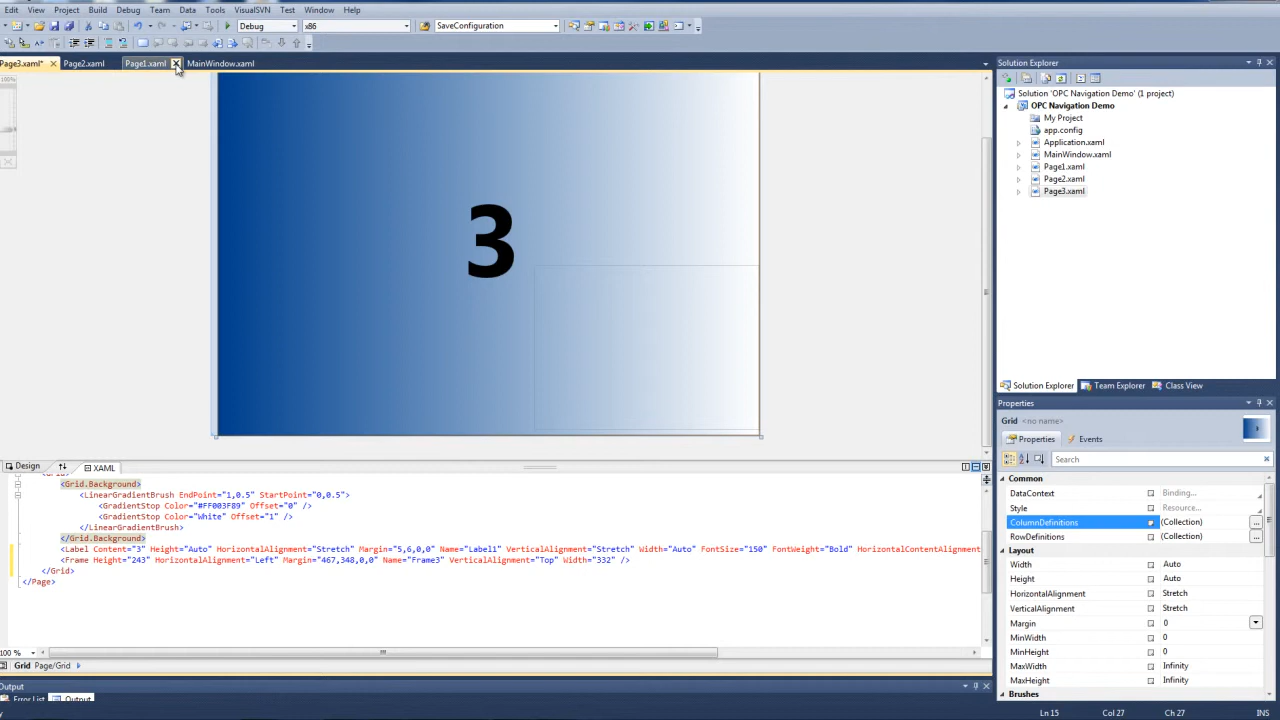 Edit View Project Build Debug Team Data Tools VisualSVN Test Window Help
Debug x86 SaveConfiguration
Page3.xaml* Page2.xaml Page1.xaml MainWindow.xaml
100%
3
Design XAML
<Grid.Background>
<LinearGradientBrush EndPoint="1,0.5" StartPoint="0,0.5">
<GradientStop Color="#FF003F89" Offset="0" />
<GradientStop Color="White" Offset="1" />
</LinearGradientBrush>
</Grid.Background>
<Label Content="3" Height="Auto" HorizontalAlignment="Stretch" Margin="5,6,0,0" Name="Label1" VerticalAlignment="Stretch" Width="Auto" FontSize="150" FontWeight="Bold" HorizontalContentAlignment
<Frame Height="243" HorizontalAlignment="Left" Margin="467,348,0,0" Name="Frame3" VerticalAlignment="Top" Width="332" />
</Grid>
</Page>
100 %
Grid Page/Grid
Output
Error List Output
Solution Explorer
Solution 'OPC Navigation Demo' (1 project)
OPC Navigation Demo
My Project
app.config
Application.xaml
MainWindow.xaml
Page1.xaml
Page2.xaml
Page3.xaml
Solution Explorer Team Explorer Class View
Properties
Grid <no name>
Properties Events
Search
Common
DataContext Binding...
Style Resource...
ColumnDefinitions (Collection) ...
RowDefinitions (Collection) ...
Layout
Width Auto
Height Auto
HorizontalAlignment Stretch
VerticalAlignment Stretch
Margin 0
MinWidth 0
MinHeight 0
MaxWidth Infinity
MaxHeight Infinity
Brushes
Ln 15 Col 27 Ch 27 INS